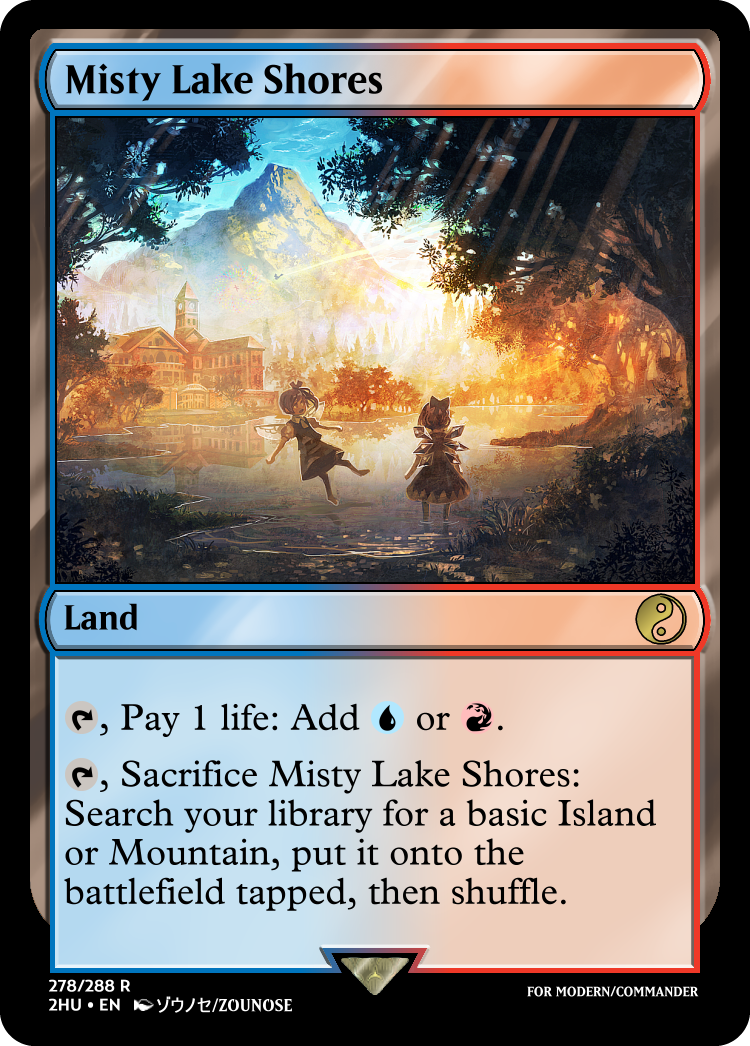 Misty Lake Shores
Land
, Pay 1 life: Add or .
, Sacrifice Misty Lake Shores:
Search your library for a basic Island
or Mountain, put it onto the
battlefield tapped, then shuffle.
278/288 R
2HU • EN ゾウノセ/ZOUNOSE
FOR MODERN/COMMANDER